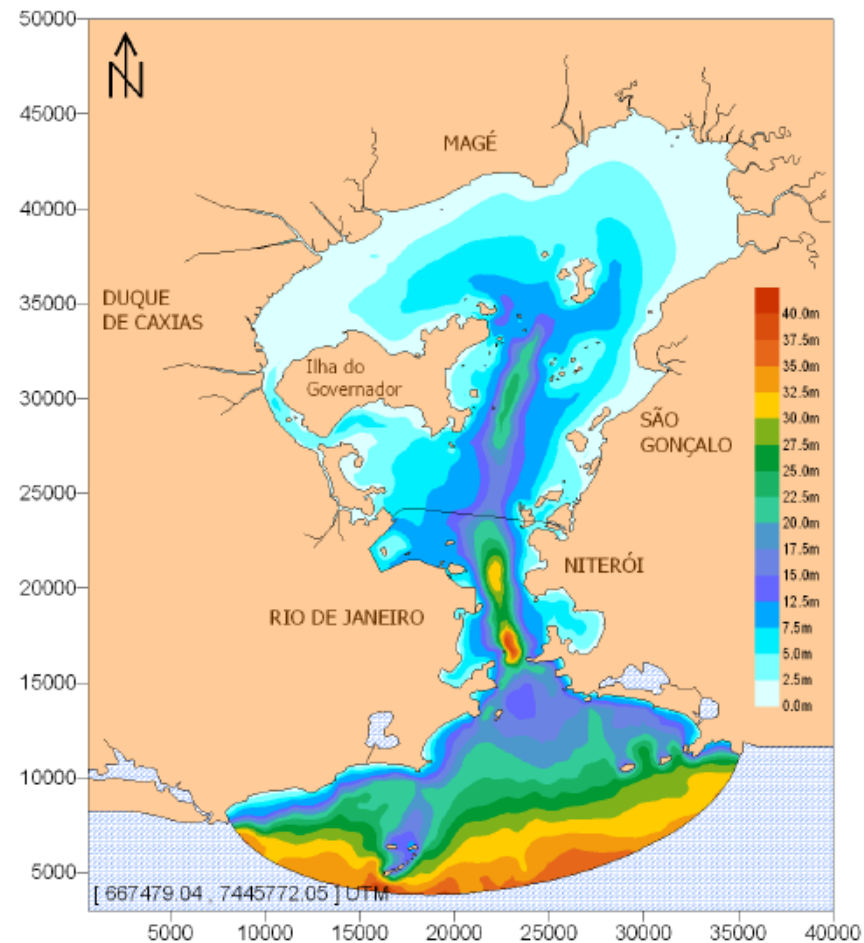 50000
45000
40000
35000
30000
25000
20000
15000
10000
5000
N
MAGÉ
DUQUE
DE CAXIAS
Ilha do
Governador
SÃO
GONÇALO
NITERÓI
RIO DE JANEIRO
40.0m
37.5m
35.0m
32.5m
30.0m
27.5m
25.0m
22.5m
20.0m
17.5m
15.0m
12.5m
7.5m
5.0m
2.5m
0.0m
[ 667479.04 , 7445772.05 ] UTM
5000 10000 15000 20000 25000 30000 35000 40000